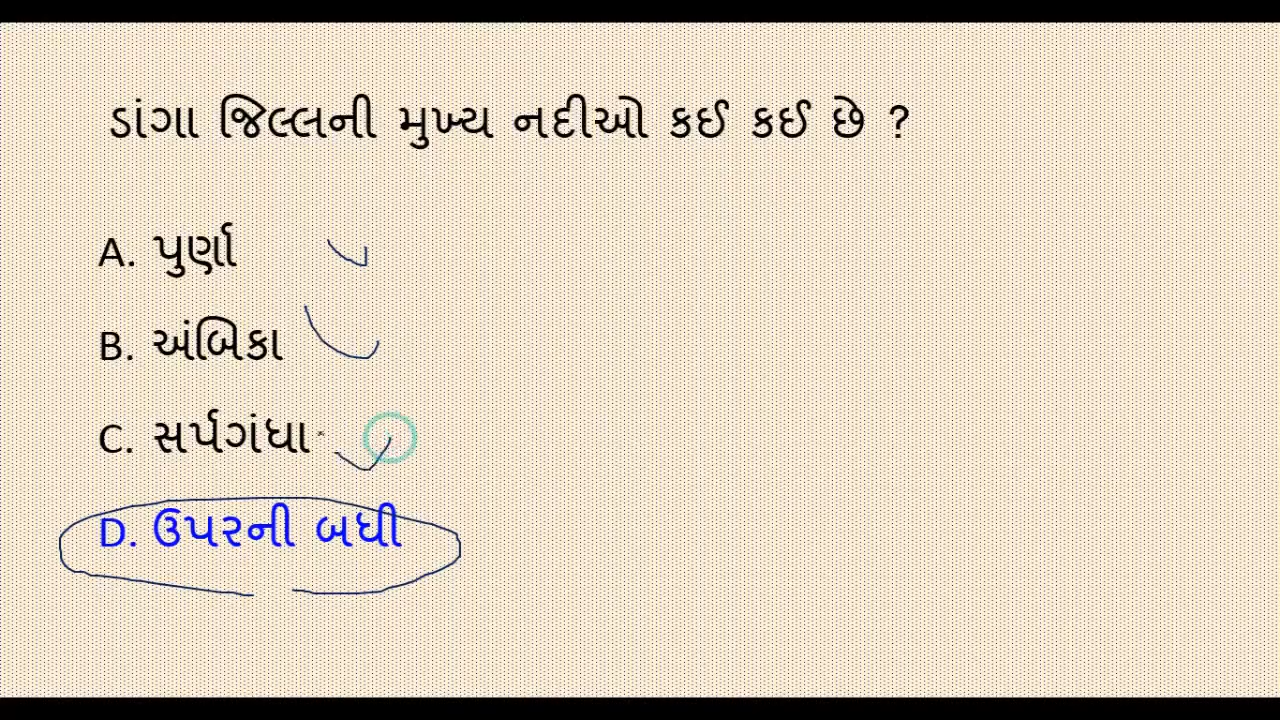 ડાંગા જિલ્લની મુખ્ય નદીઓ કઈ કઈ છે ?
A. પુર્ણા
B. અંબિકા
C. સર્પગંધા
D. ઉપરની બધી